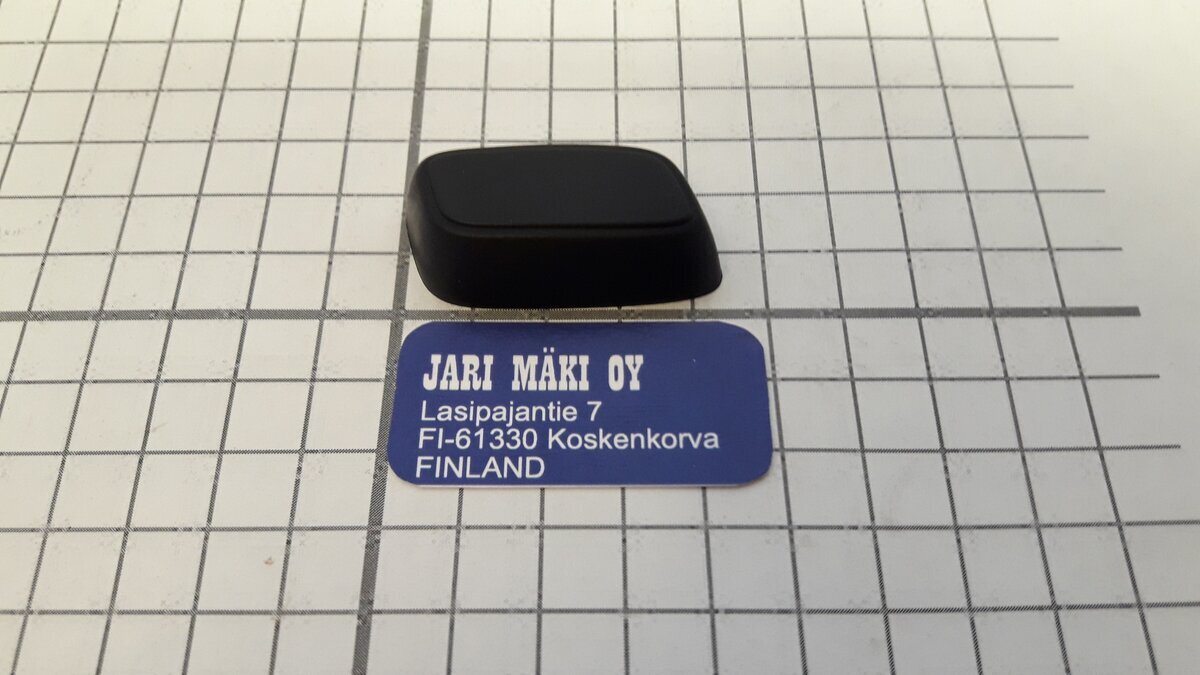 JARI MÄKI OY
Lasipajantie 7
FI-61330 Koskenkorva
FINLAND